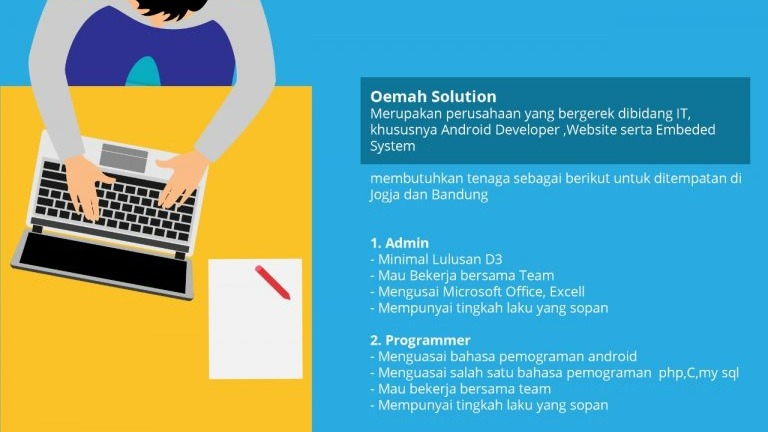 Oemah Solution
Merupakan perusahaan yang bergerek dibidang IT,
khususnya Android Developer ,Website serta Embeded
System
membutuhkan tenaga sebagai berikut untuk ditempatan di
Jogja dan Bandung
1. Admin
- Minimal Lulusan D3
- Mau Bekerja bersama Team
- Mengusai Microsoft Office, Excell
- Mempunyai tingkah laku yang sopan
2. Programmer
- Menguasai bahasa pemograman android
- Menguasai salah satu bahasa pemograman  php,C,my sql
- Mau bekerja bersama team
- Mempunyai tingkah laku yang sopan